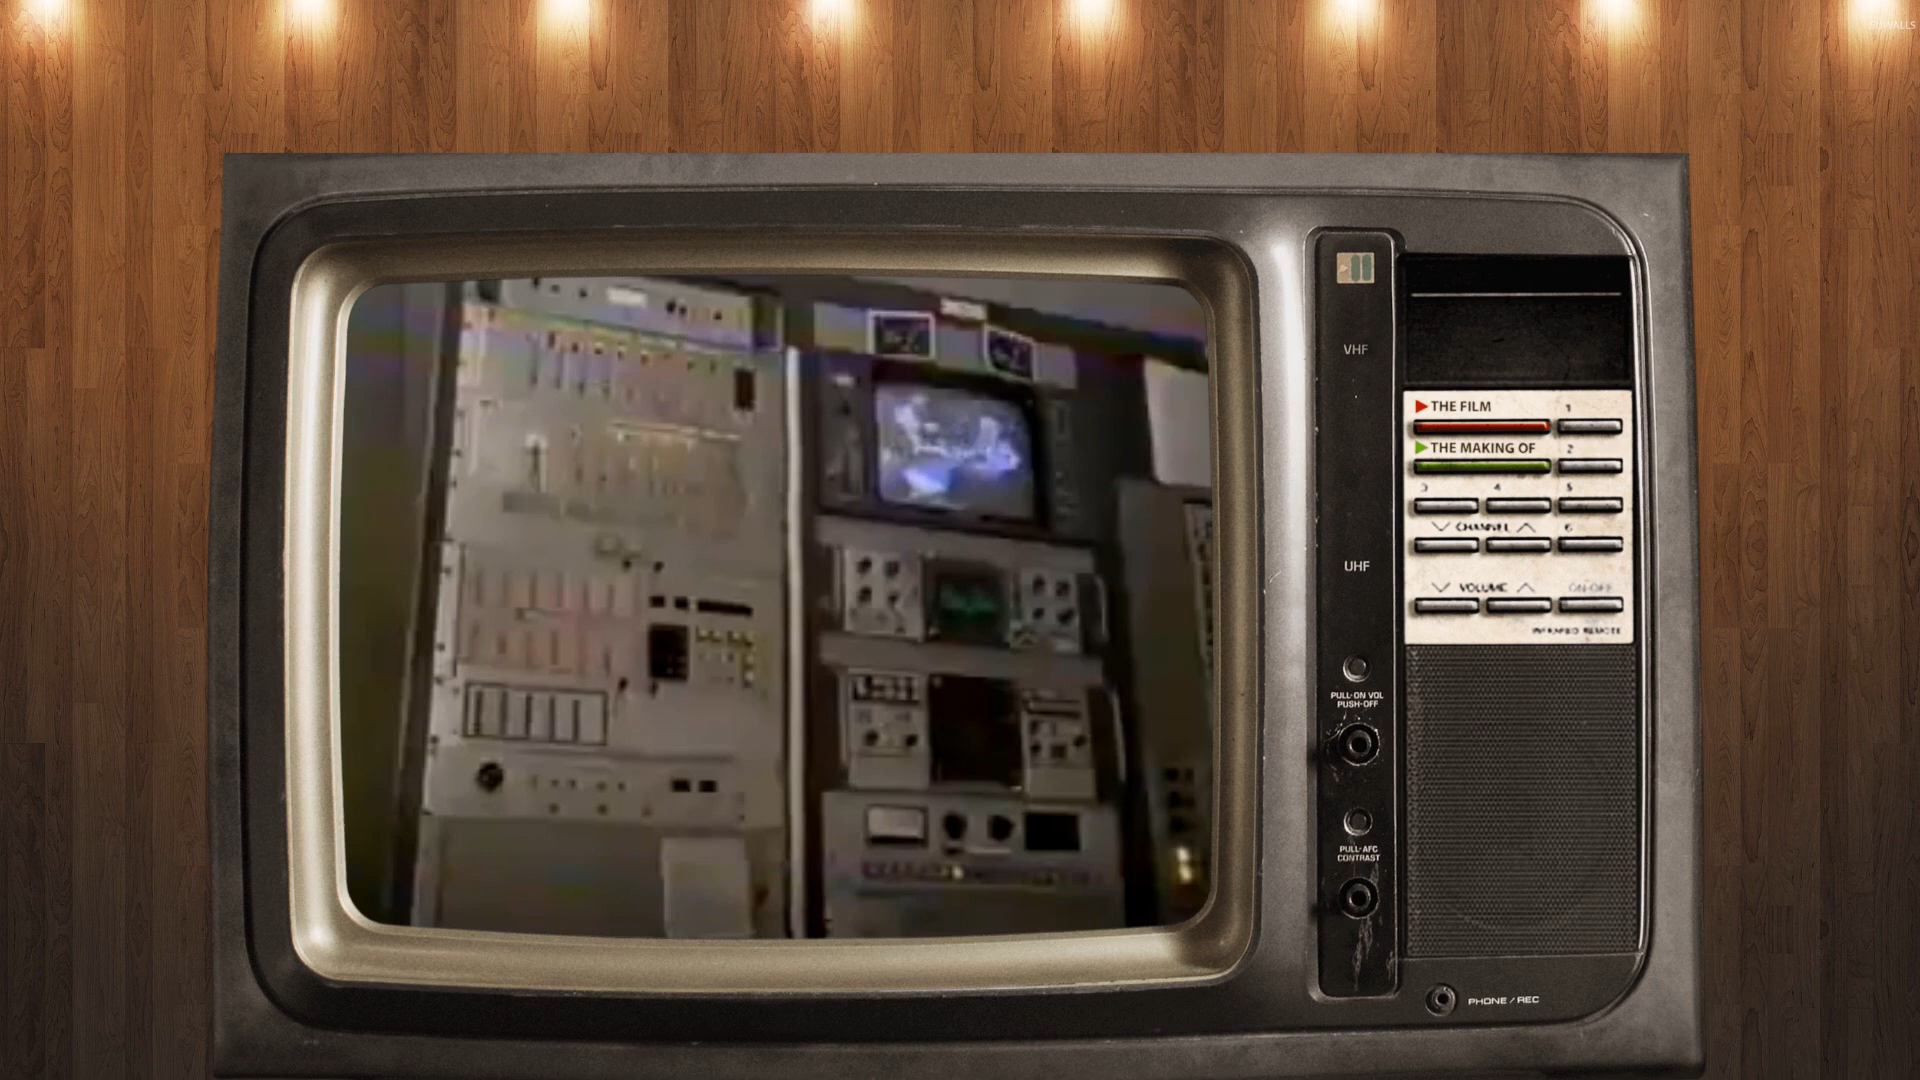 VHF
THE FILM
1
THE MAKING OF
2
3 4 5
CHANNEL 6
UHF
VOLUME ON-OFF
INFRARED REMOTE
PULL-ON VOL
PUSH-OFF
PULL-AFC
CONTRAST
PHONE / REC